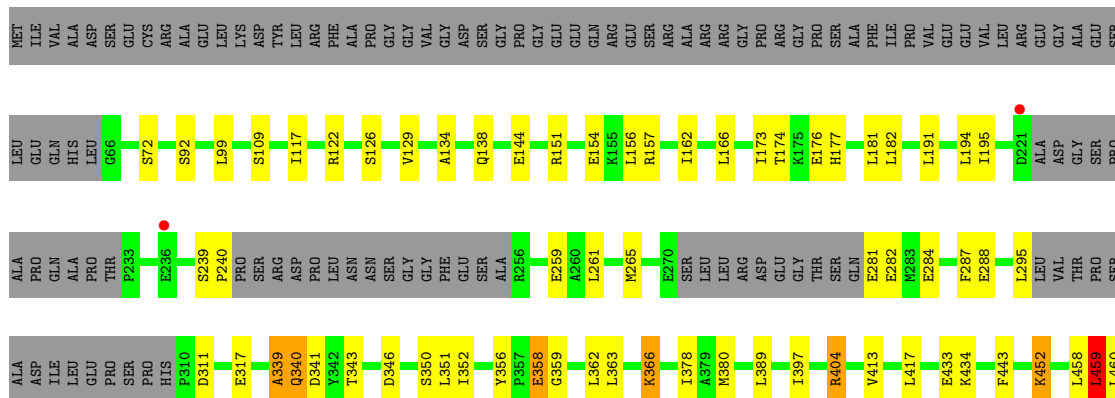 MET ILE VAL ALA ASP SER GLU CYS ARG ALA GLU LEU LYS ASP TYR LEU ARG PHE ALA PRO GLY GLY VAL GLY ASP SER GLY PRO GLY GLU GLU GLN ARG GLU SER ARG ALA ARG ARG GLY PRO ARG GLY PRO SER ALA PHE ILE PRO VAL GLU GLU VAL LEU ARG GLU GLY ALA GLU SER
LEU GLU GLN HIS LEU G66 S72 S92 L99 S109 I117 R122 S126 V129 A134 Q138 E144 R151 E154 K155 L156 R157 I162 L166 I173 T174 K175 E176 H177 L181 L182 L191 L194 I195 D221 ALA ASP GLY SER PRO
ALA PRO GLN ALA PRO THR P233 E236 S239 P240 PRO SER ARG ASP PRO LEU ASN ASN SER GLY GLY PHE GLU SER ALA R256 E259 A260 L261 M265 E270 SER LEU LEU ARG ASP GLU GLY THR SER GLN E281 E282 M283 E284 F287 E288 L295 LEU VAL THR PRO SER
ALA ASP ILE LEU GLU PRO SER PRO HIS P310 D311 E317 A339 Q340 D341 Y342 T343 D346 S350 L351 I352 Y356 P357 E358 G359 L362 L363 K366 I378 A379 M380 L389 I397 R404 V413 L417 E433 K434 F443 K452 L458 L459 L460